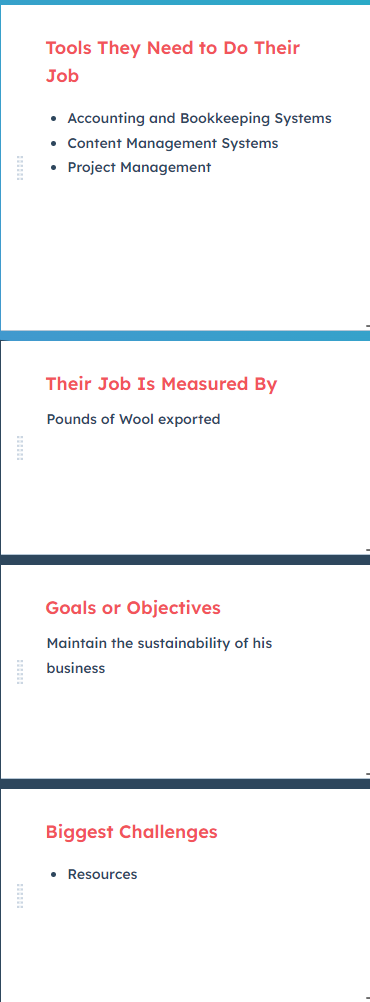 Tools They Need to Do Their
Job
• Accounting and Bookkeeping Systems
• Content Management Systems
• Project Management
Their Job Is Measured By
Pounds of Wool exported
Goals or Objectives
Maintain the sustainability of his
business
Biggest Challenges
• Resources